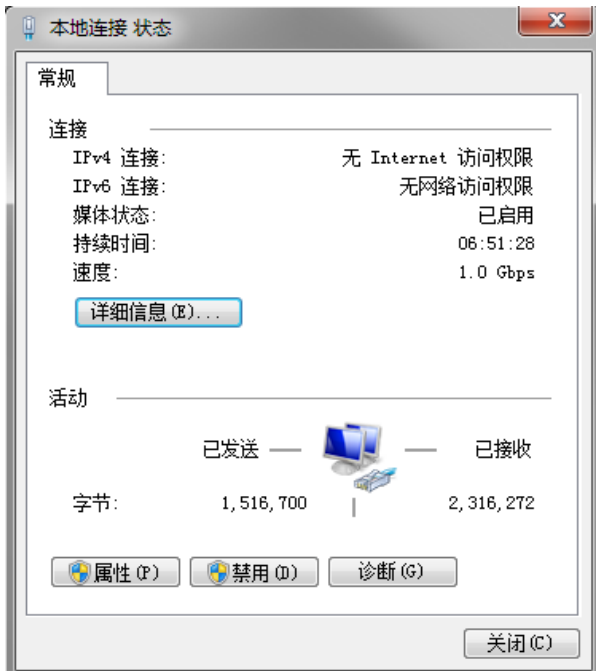 本地连接 状态
常规
连接
IPv4 连接: 无 Internet 访问权限
IPv6 连接: 无网络访问权限
媒体状态: 已启用
持续时间: 06:51:28
速度: 1.0 Gbps
详细信息(E)...
活动
已发送 — — 已接收
字节: 1,516,700 | 2,316,272
属性(P) 禁用(D) 诊断(G)
关闭(C)